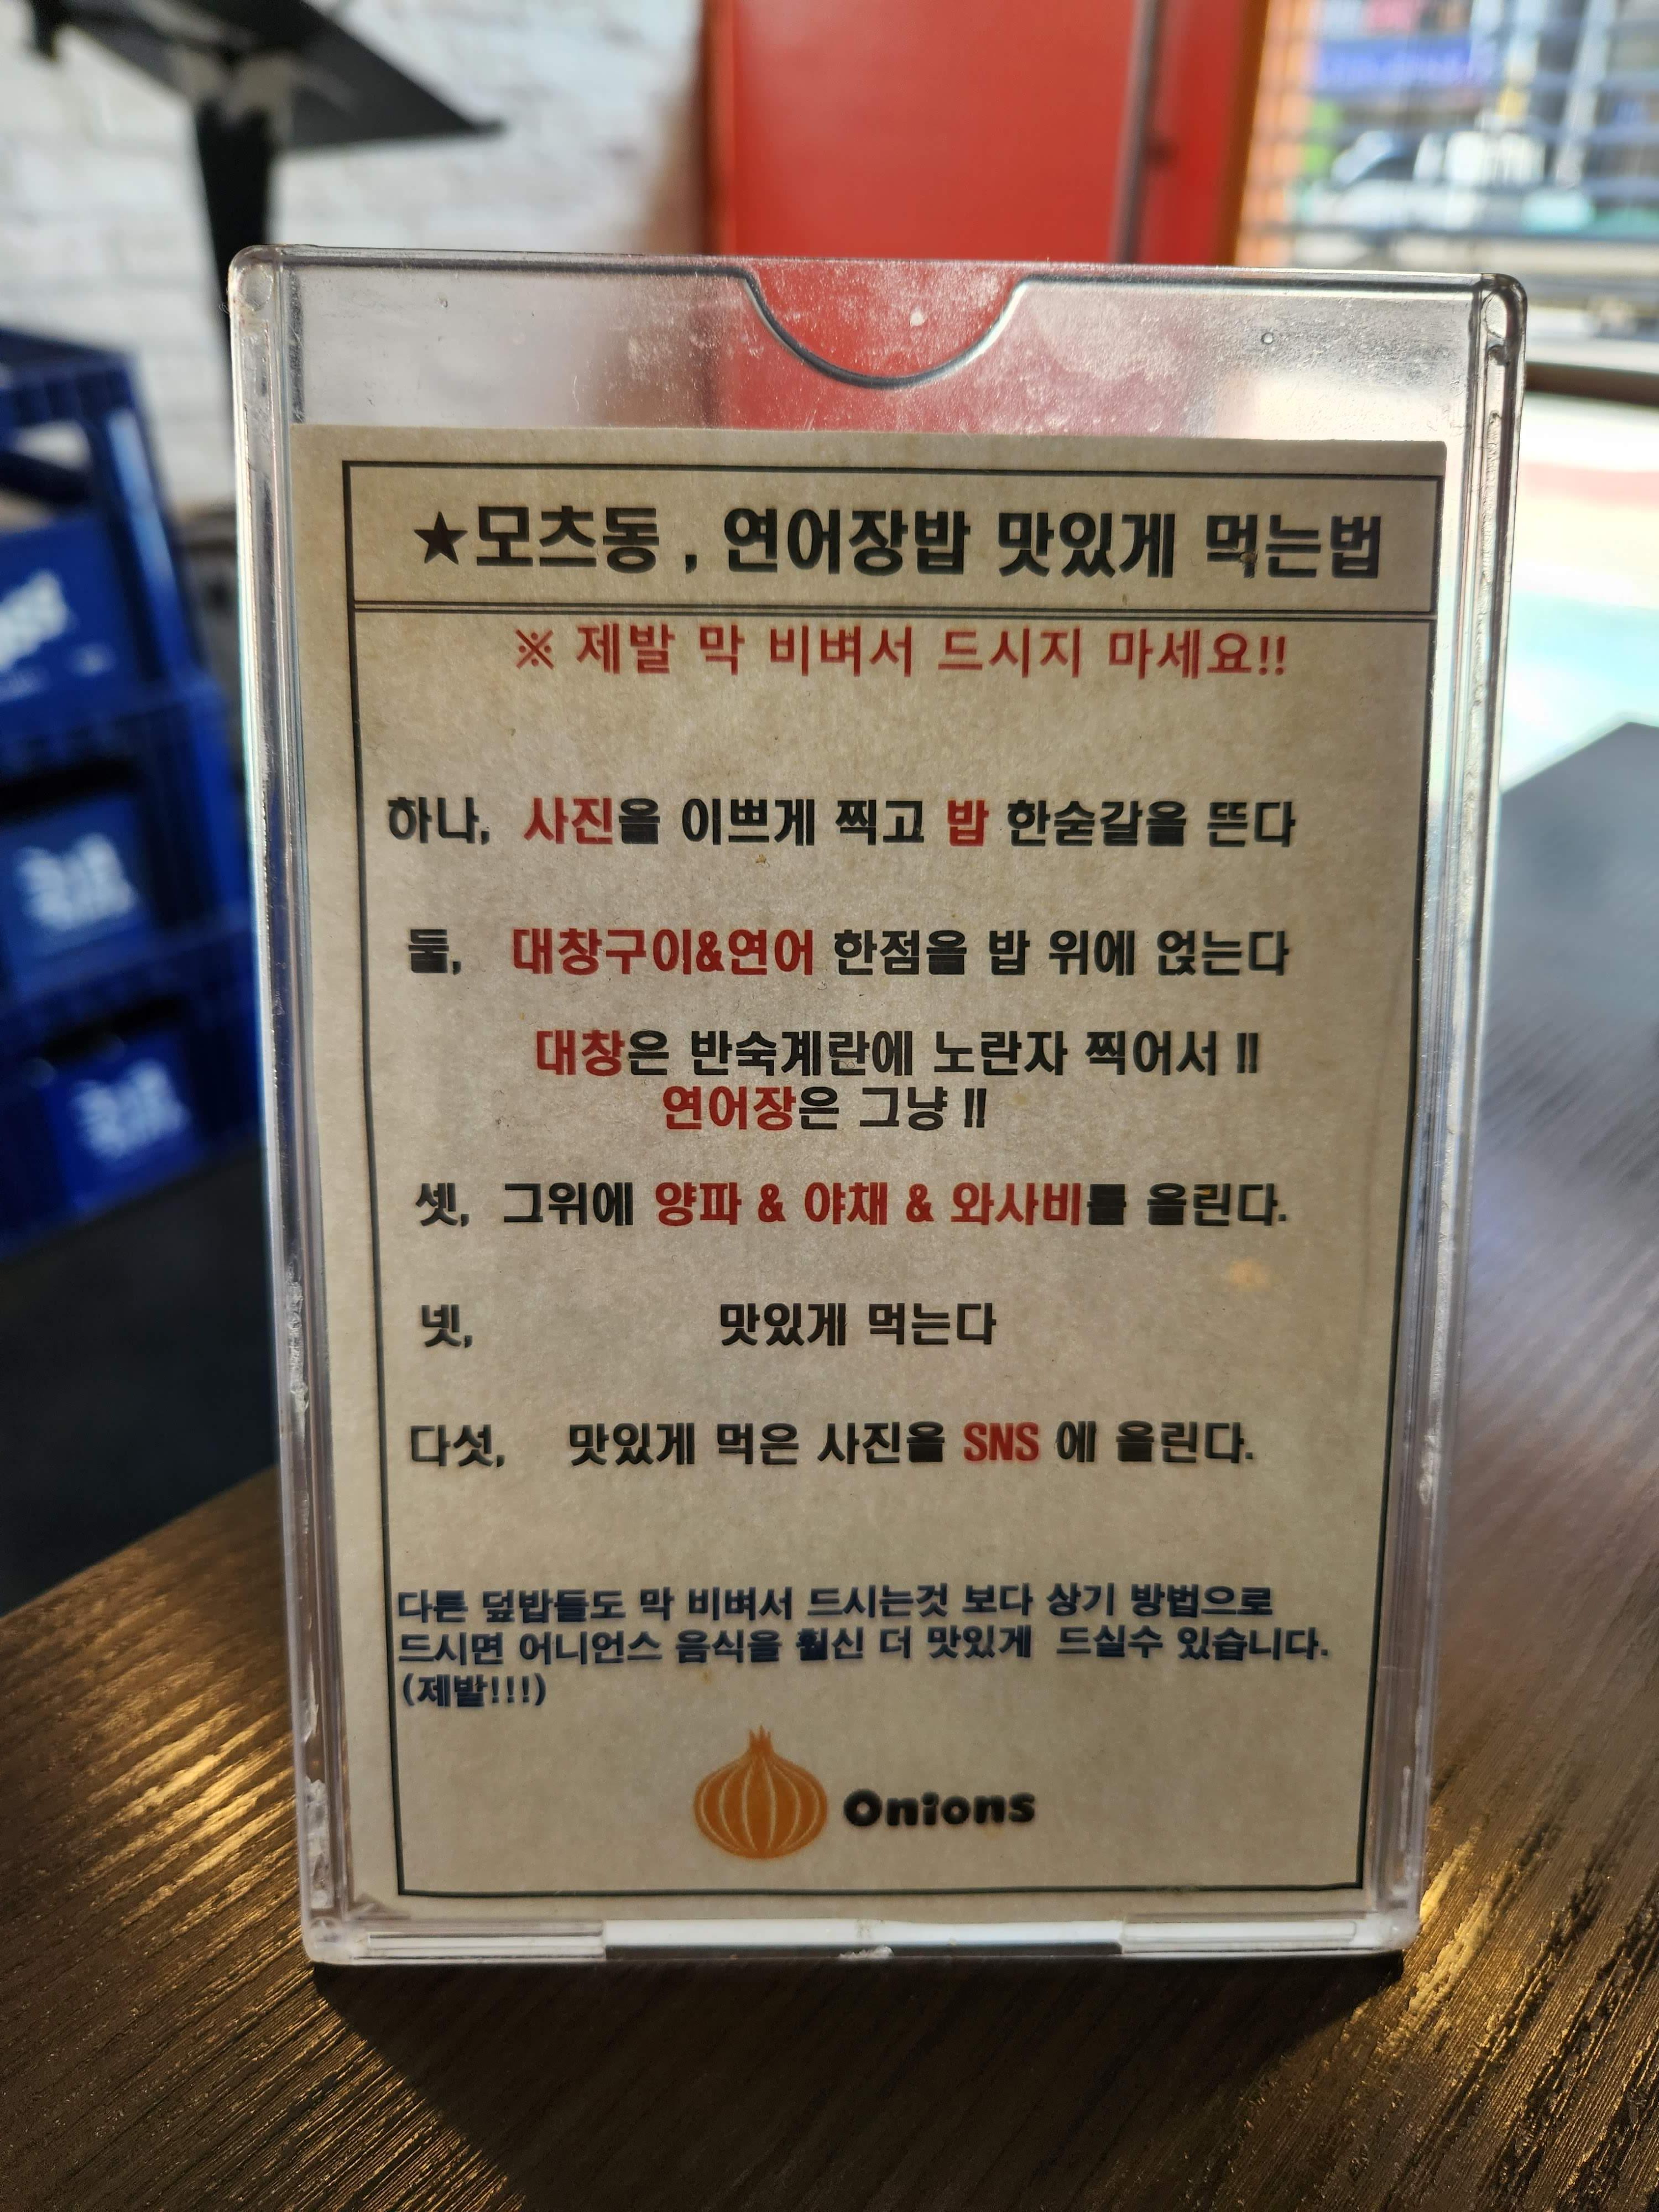 ★모츠동 , 연어장밥 맛있게 먹는법
※ 제발 막 비벼서 드시지 마세요!!
하나, 사진을 이쁘게 찍고 밥 한숟갈을 뜬다
둘, 대창구이&연어 한점을 밥 위에 얹는다
대창은 반숙계란에 노란자 찍어서 !!
연어장은 그냥 !!
셋, 그위에 양파 & 야채 & 와사비를 올린다.
넷, 맛있게 먹는다
다섯, 맛있게 먹은 사진을 SNS 에 올린다.
다른 덮밥들도 막 비벼서 드시는것 보다 상기 방법으로
드시면 어니언스 음식을 훨신 더 맛있게 드실수 있습니다.
(제발!!!)
Onions